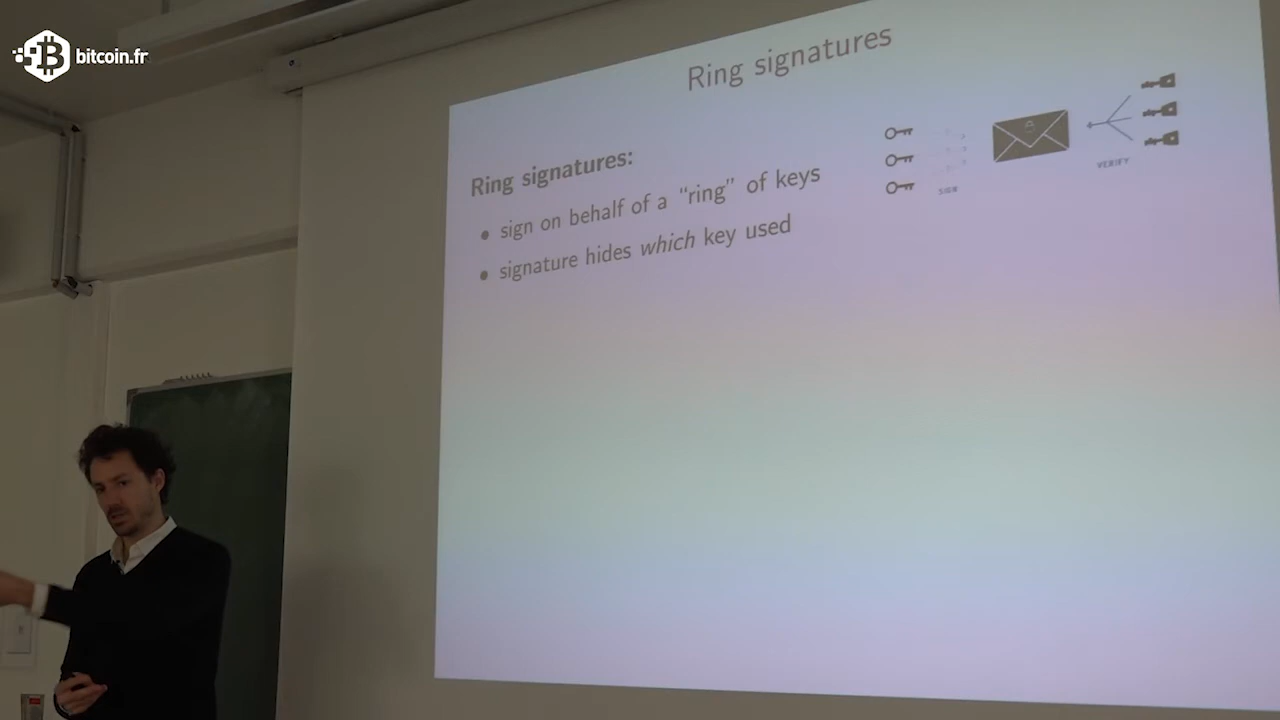 bitcoin.fr
Ring signatures
Ring signatures:
• sign on behalf of a “ring” of keys
• signature hides which key used
SIGN
VERIFY